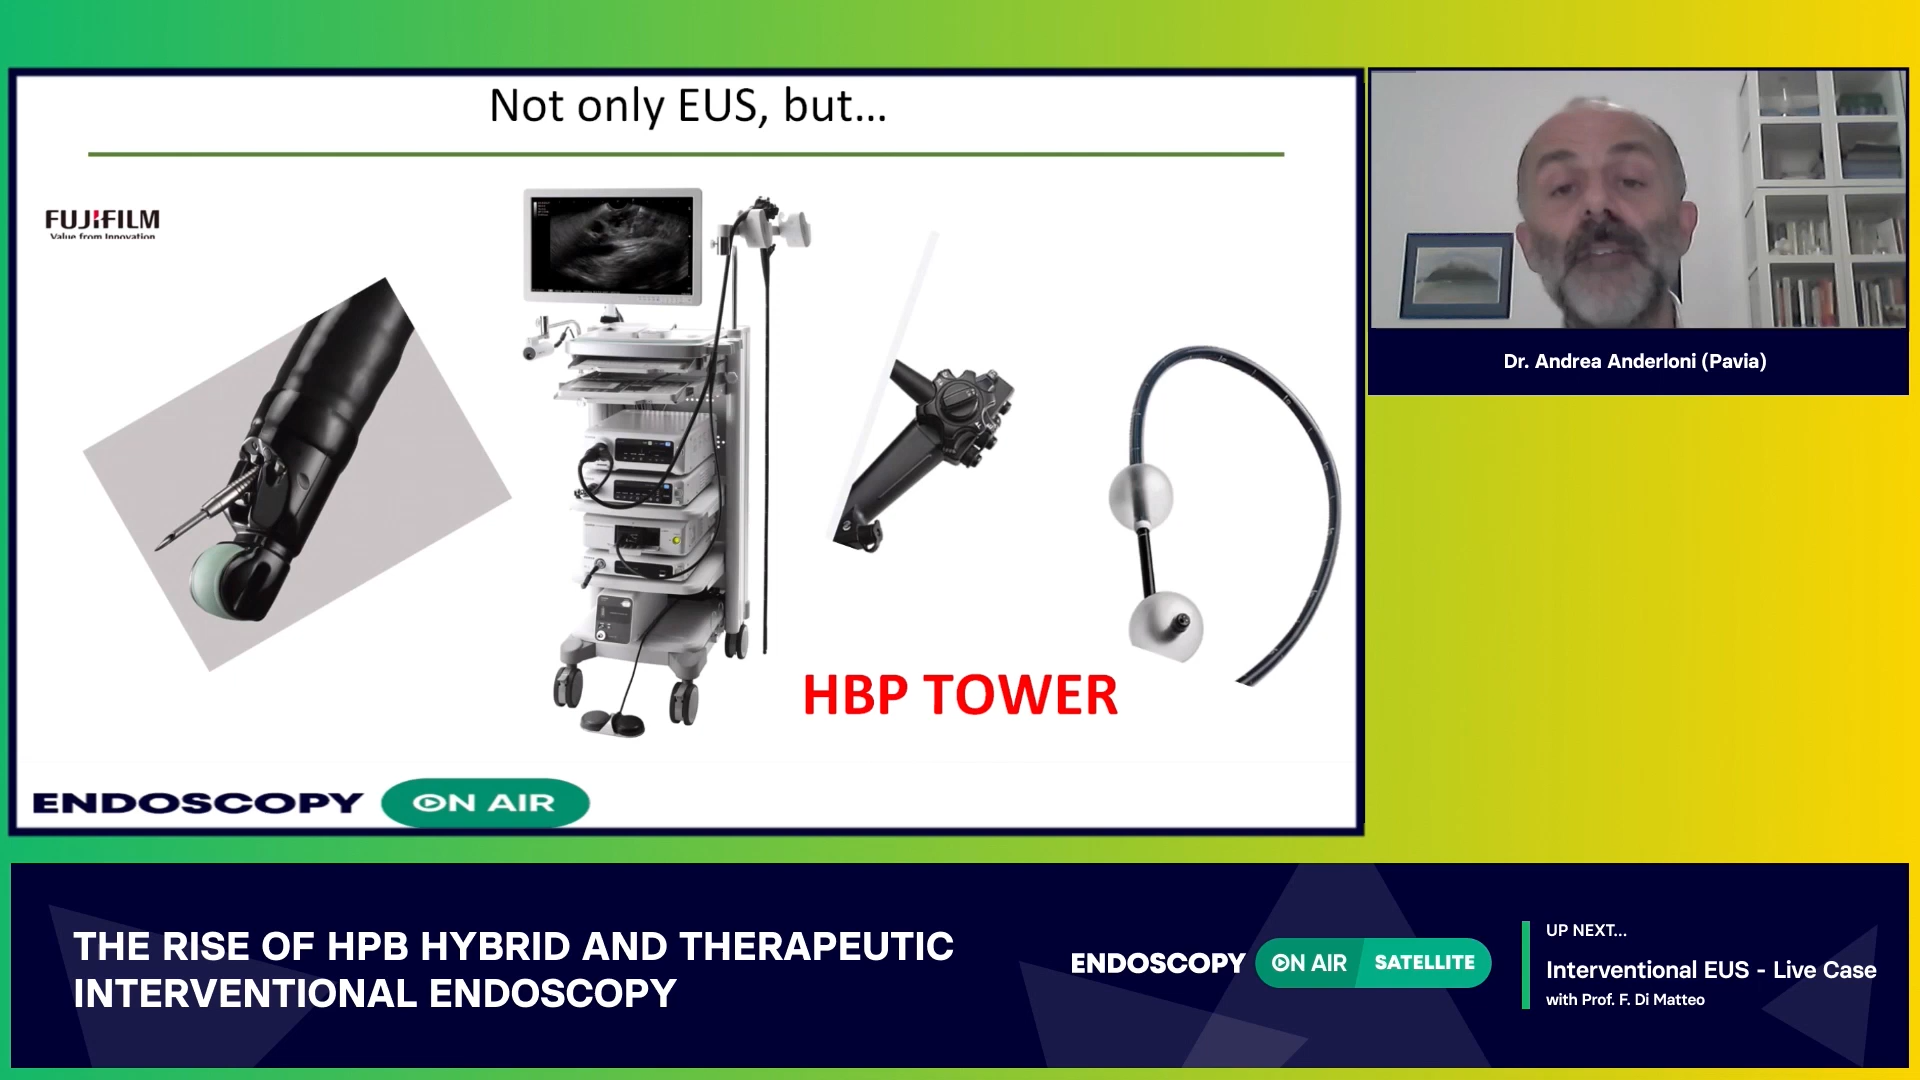 Not only EUS, but...
FUJIFILM
Value from Innovation
HBP TOWER
ENDOSCOPY ON AIR
Dr. Andrea Anderloni (Pavia)
THE RISE OF HPB HYBRID AND THERAPEUTIC
INTERVENTIONAL ENDOSCOPY
ENDOSCOPY ON AIR SATELLITE
UP NEXT...
Interventional EUS - Live Case
with Prof. F. Di Matteo